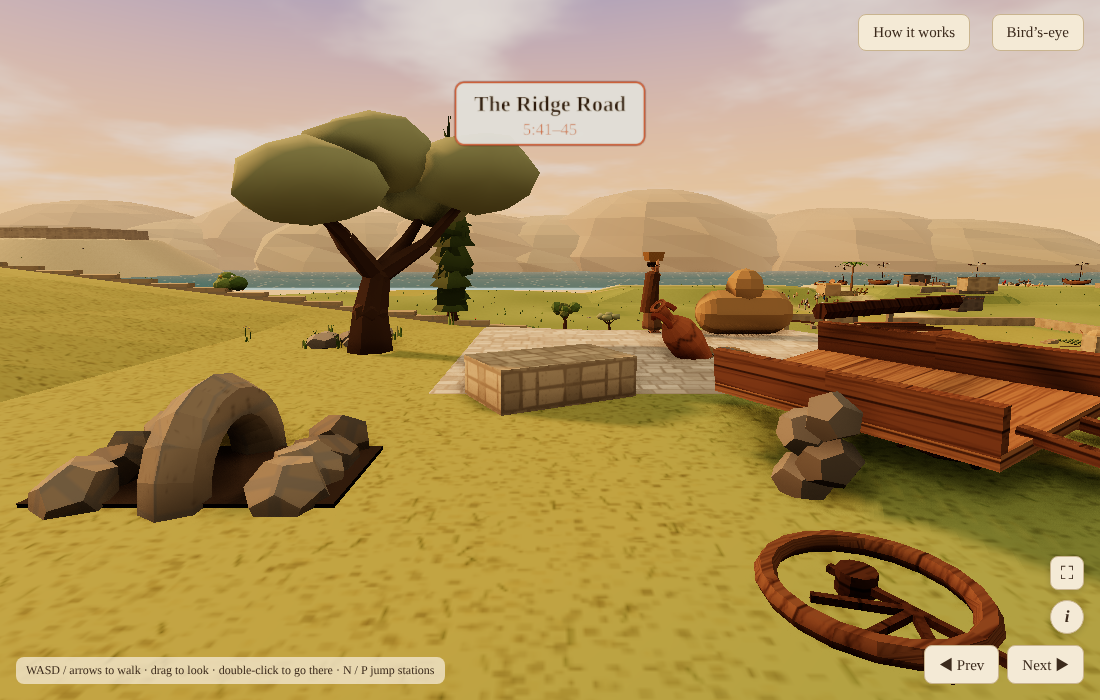 How it works
Bird’s-eye
The Ridge Road
5:41–45
i
WASD / arrows to walk · drag to look · double-click to go there · N / P jump stations
◀ Prev
Next ▶